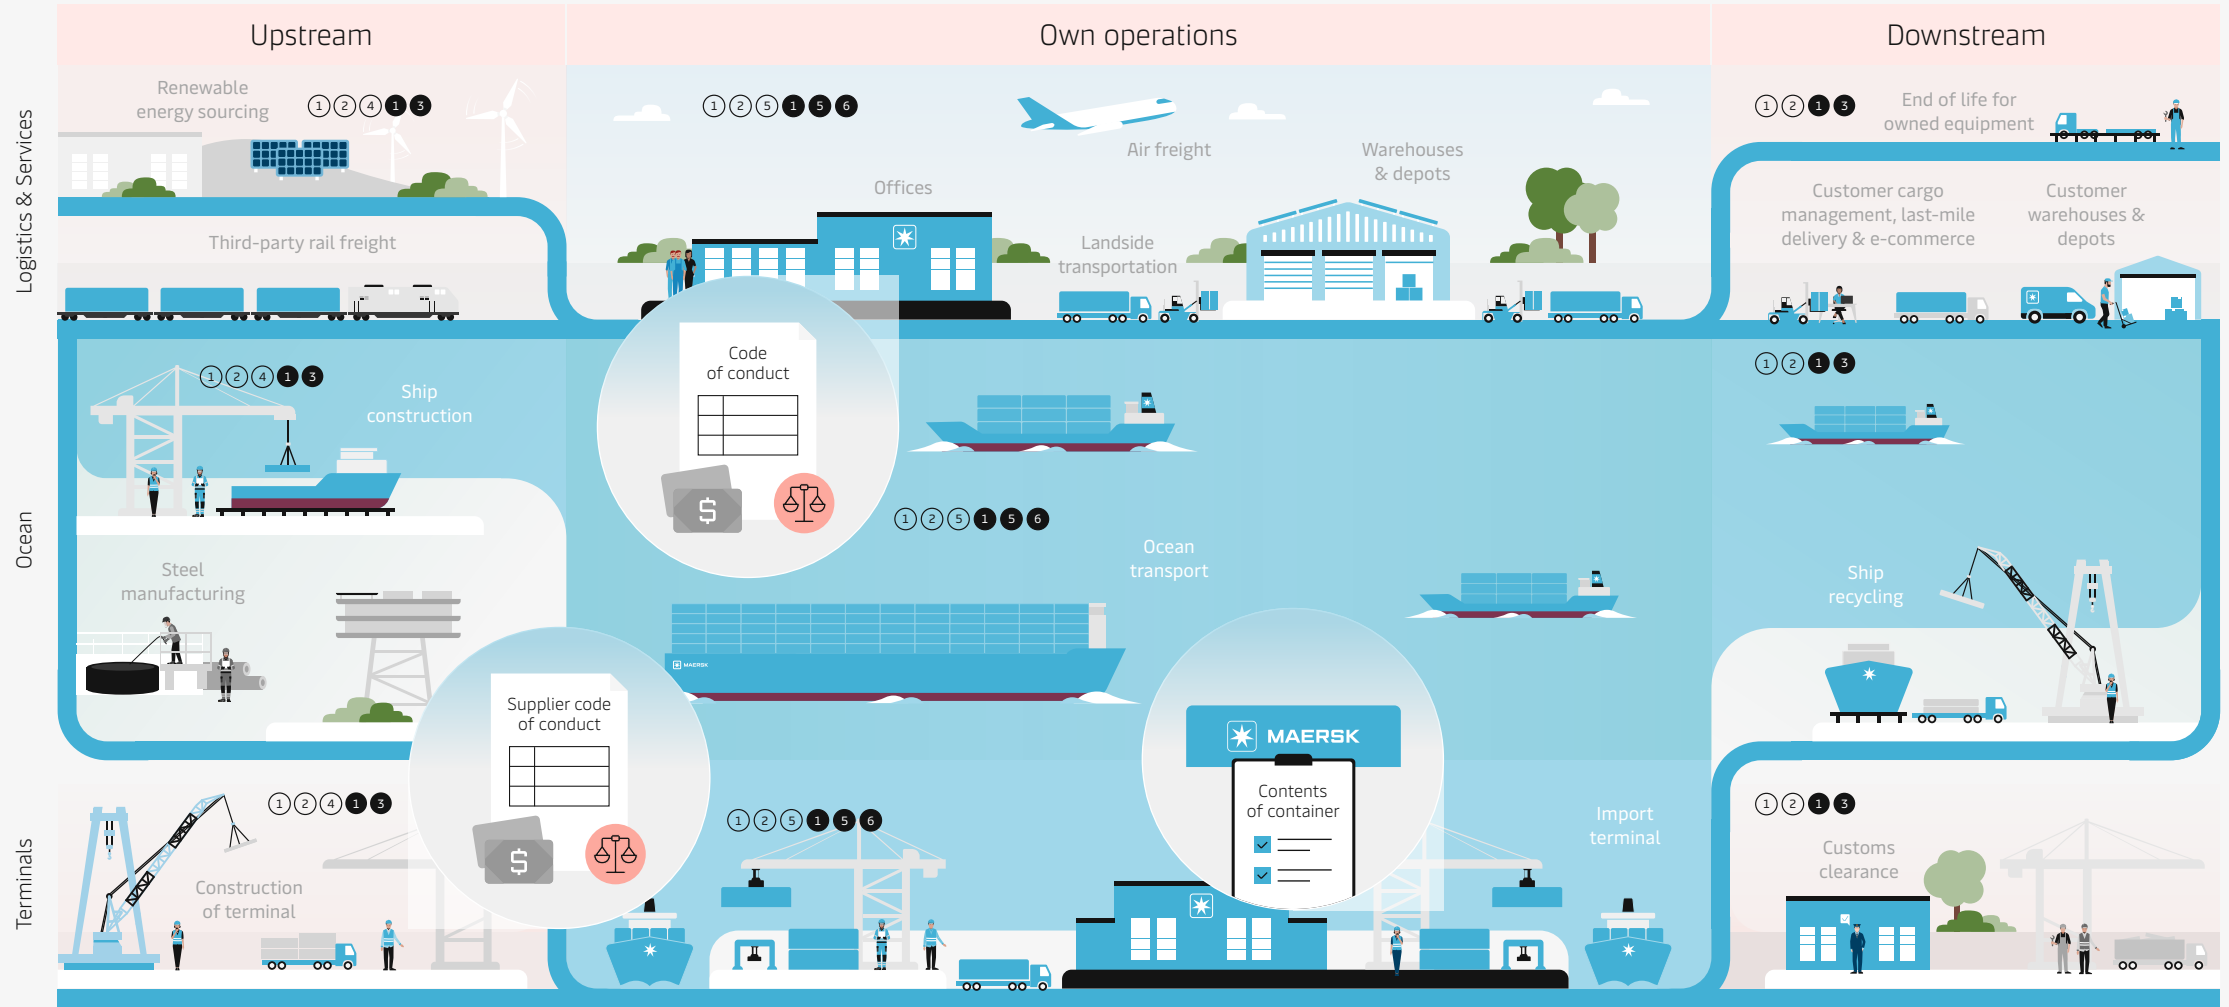 Upstream
Own operations
Downstream
Logistics & Services
Renewable
energy sourcing
1 2 4 1 3
Third-party rail freight
1 2 5 1 5 6
Air freight
Offices
Landside
transportation
Warehouses
& depots
1 2 1 3
End of life for
owned equipment
Customer cargo
management, last-mile
delivery & e-commerce
Customer
warehouses &
depots
Ocean
1 2 4 1 3
Ship
construction
Steel
manufacturing
Code
of conduct
$
1 2 5 1 5 6
Ocean
transport
MAERSK
1 2 1 3
Ship
recycling
Terminals
1 2 4 1 3
Construction
of terminal
Supplier code
of conduct
$
1 2 5 1 5 6
MAERSK
Contents
of container
Import
terminal
1 2 1 3
Customs
clearance